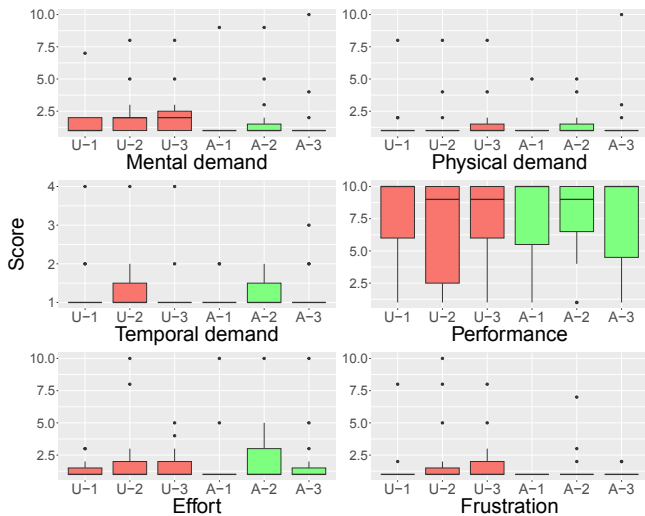 10.0
7.5
5.0
2.5
U-1 U-2 U-3 A-1 A-2 A-3
Mental demand
10.0
7.5
5.0
2.5
U-1 U-2 U-3 A-1 A-2 A-3
Physical demand
Score
4
3
2
1
U-1 U-2 U-3 A-1 A-2 A-3
Temporal demand
10.0
7.5
5.0
2.5
U-1 U-2 U-3 A-1 A-2 A-3
Performance
10.0
7.5
5.0
2.5
U-1 U-2 U-3 A-1 A-2 A-3
Effort
10.0
7.5
5.0
2.5
U-1 U-2 U-3 A-1 A-2 A-3
Frustration